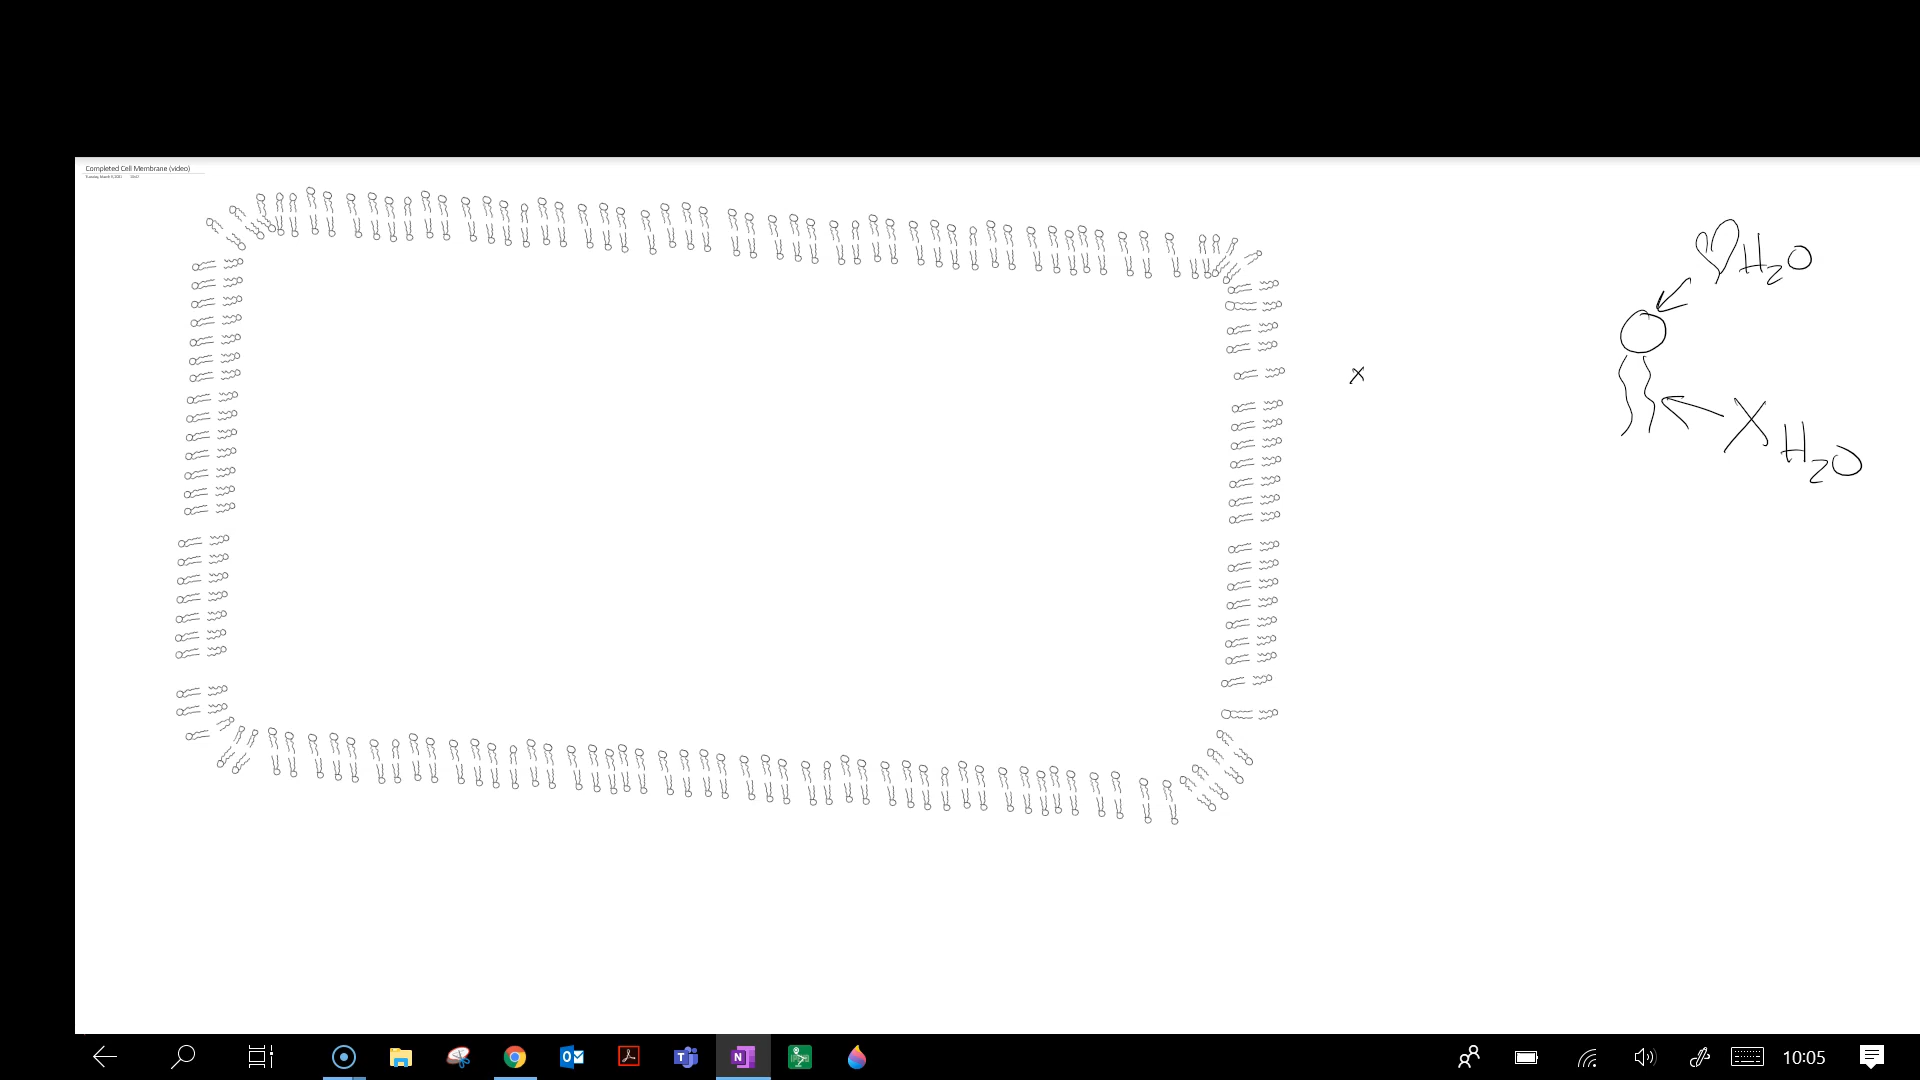 Completed Cell Membrane (video)
♡H₂O
X
X H₂O
10:05